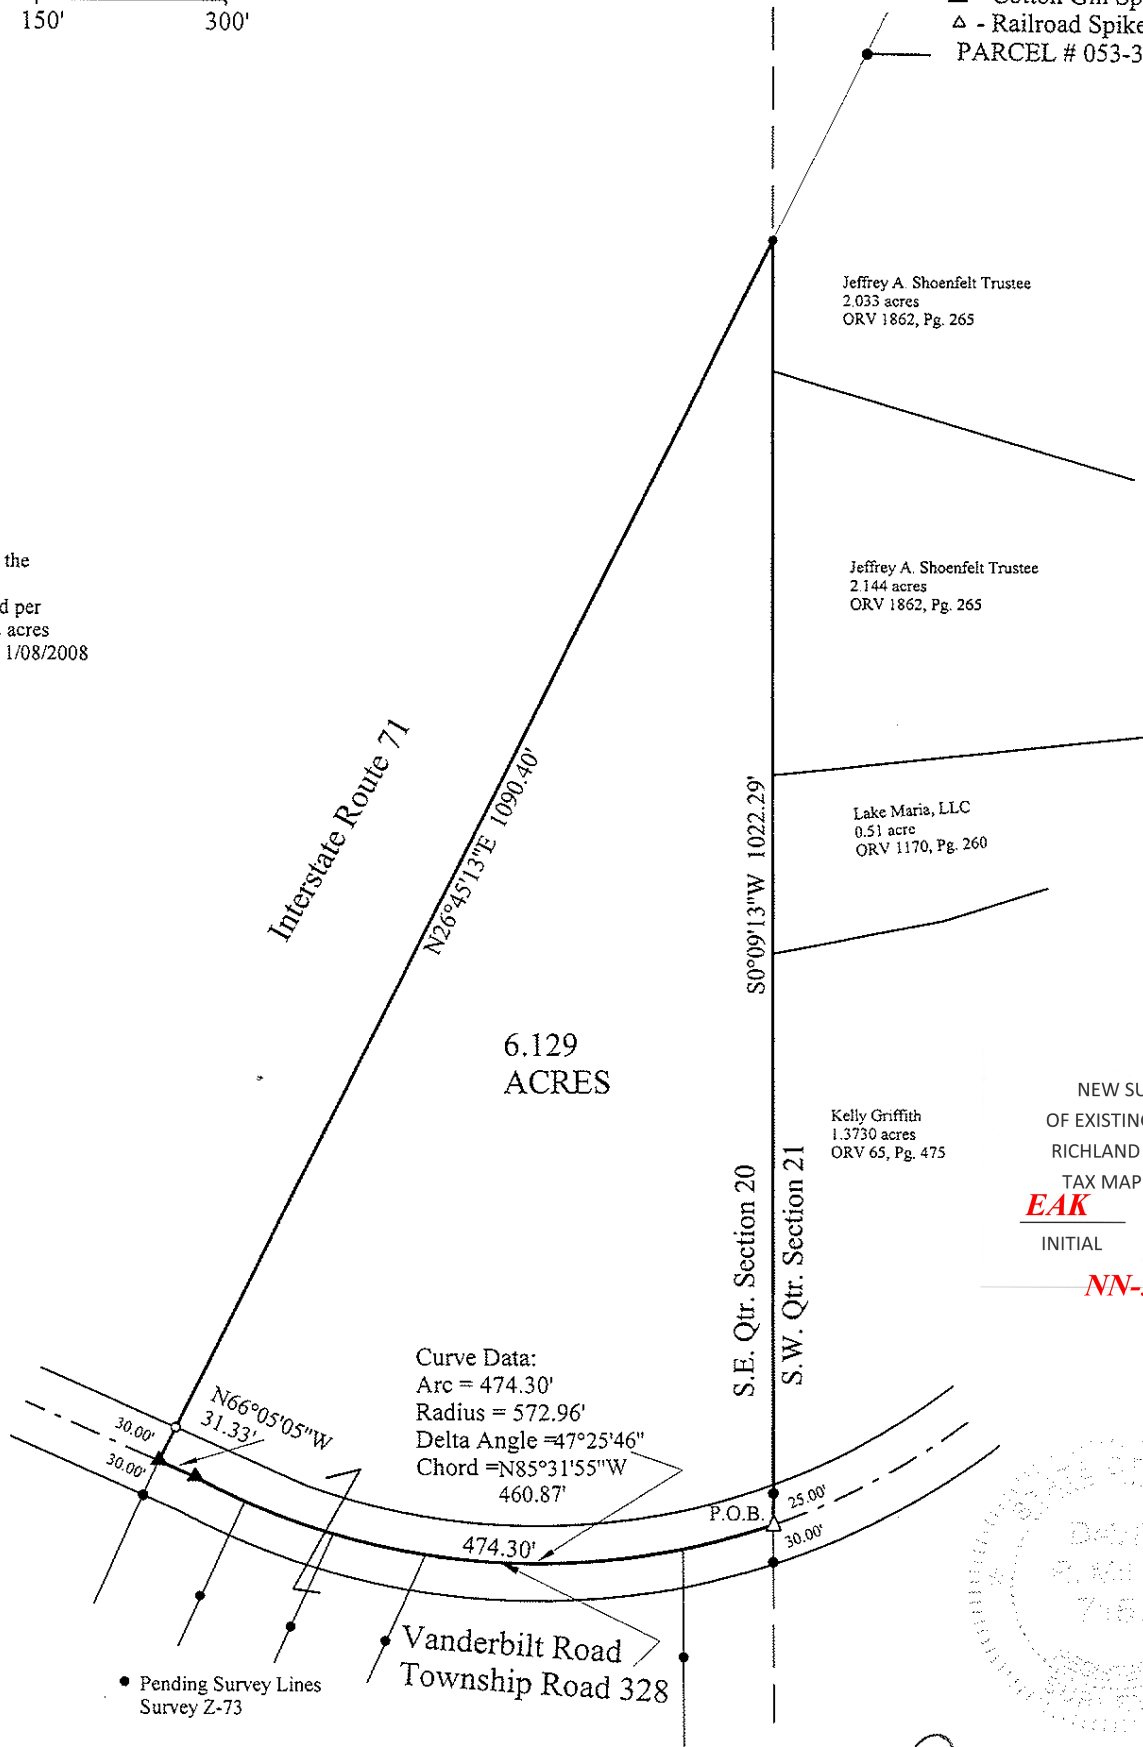 150' 300'
- Cotton Gin Sp
△ - Railroad Spike
PARCEL # 053-3
Jeffrey A. Shoenfelt Trustee
2.033 acres
ORV 1862, Pg. 265
the
d per
acres
1/08/2008
Jeffrey A. Shoenfelt Trustee
2.144 acres
ORV 1862, Pg. 265
Interstate Route 71
N26°45'13"E 1090.40'
S0°09'13"W 1022.29'
Lake Maria, LLC
0.51 acre
ORV 1170, Pg. 260
6.129
ACRES
Kelly Griffith
1.3730 acres
ORV 65, Pg. 475
NEW SU
OF EXISTING
RICHLAND
TAX MAP
EAK
INITIAL
NN-
S.E. Qtr. Section 20
S.W. Qtr. Section 21
Curve Data:
Arc = 474.30'
Radius = 572.96'
Delta Angle =47°25'46"
Chord =N85°31'55"W
460.87'
N66°05'05"W
31.33'
30.00'
30.00'
P.O.B.
25.00'
30.00'
474.30'
Vanderbilt Road
Township Road 328
Pending Survey Lines
Survey Z-73